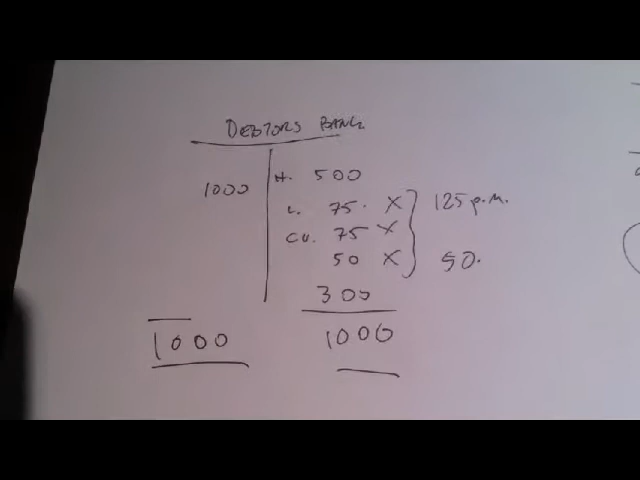 DEBTORS BANK
1000 H. 500
L. 75. X 125 p.m.
CU. 75 X
50 X 50.
300
1000 1000